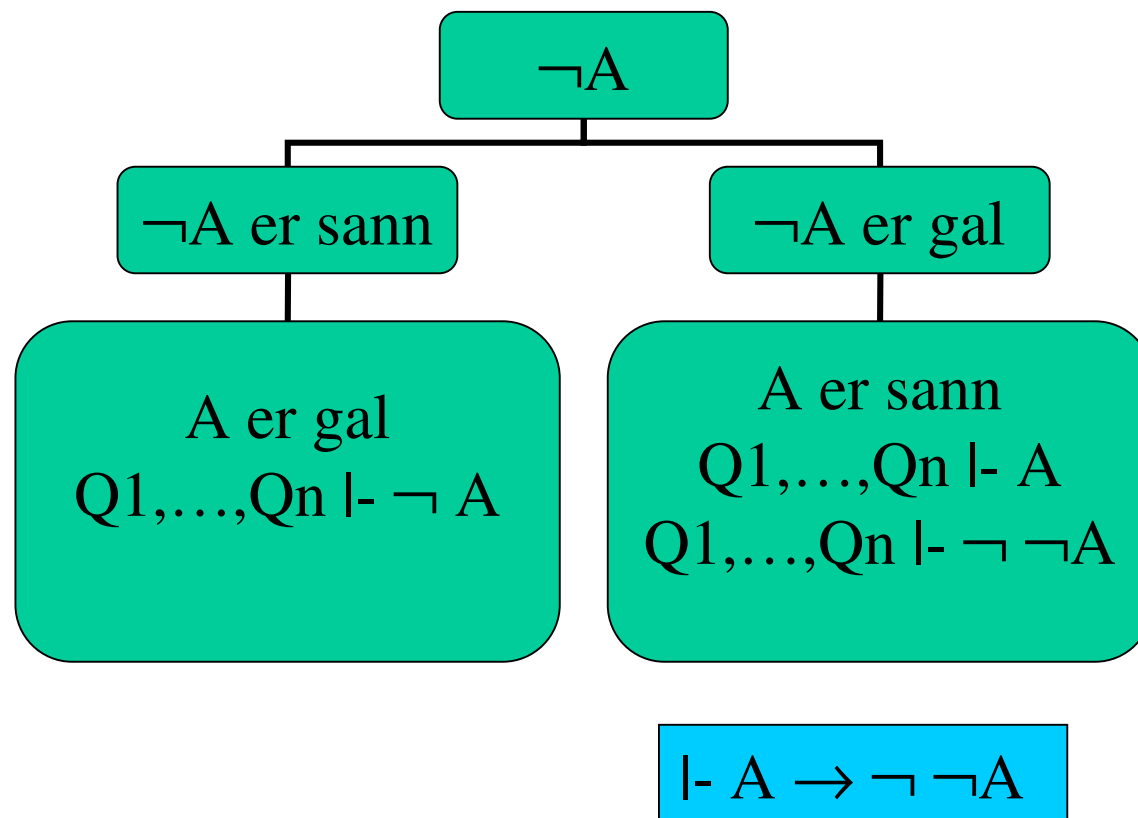 ¬A
¬A er sann
¬A er gal
A er gal
Q1,…,Qn |- ¬ A
A er sann
Q1,…,Qn |- A
Q1,…,Qn |- ¬ ¬A
|- A → ¬ ¬A